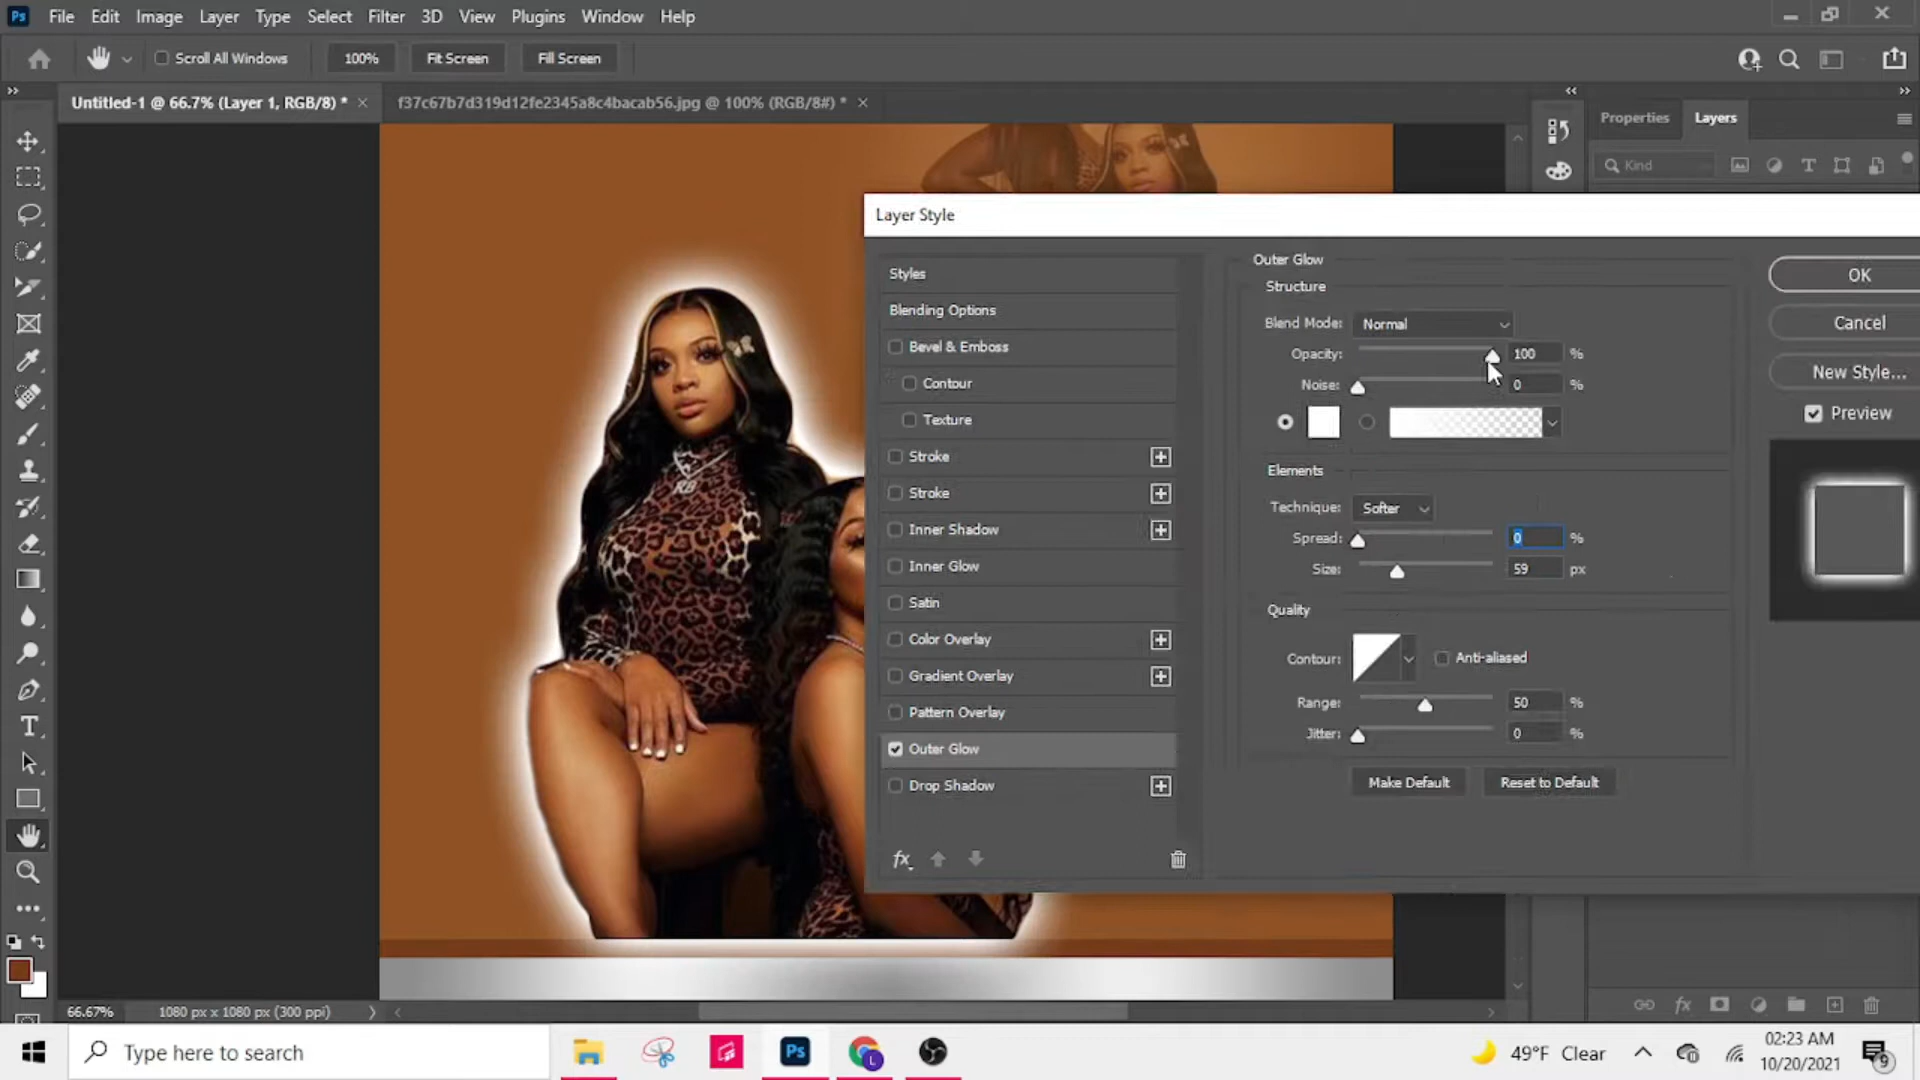 Ps File Edit Image Layer Type Select Filter 3D View Plugins Window Help
Scroll All Windows 100% Fit Screen Fill Screen
Untitled-1 @ 66.7% (Layer 1, RGB/8) * × f37c67b7d319d12fe2345a8c4bacab56.jpg @ 100% (RGB/8#) * ×
Properties Layers
Kind
Layer Style
Styles
Blending Options
Bevel & Emboss
Contour
Texture
Stroke
Stroke
Inner Shadow
Inner Glow
Satin
Color Overlay
Gradient Overlay
Pattern Overlay
Outer Glow
Drop Shadow
fx
Outer Glow
Structure
Blend Mode: Normal
Opacity: 100 %
Noise: 0 %
Elements
Technique: Softer
Spread: 0 %
Size: 59 px
Quality
Contour: Anti-aliased
Range: 50 %
Jitter: 0 %
Make Default Reset to Default
OK
Cancel
New Style...
Preview
RB
T
fx
66.67% 1080 px x 1080 px (300 ppi)
Type here to search
Ps
L
49°F Clear
02:23 AM
10/20/2021
9